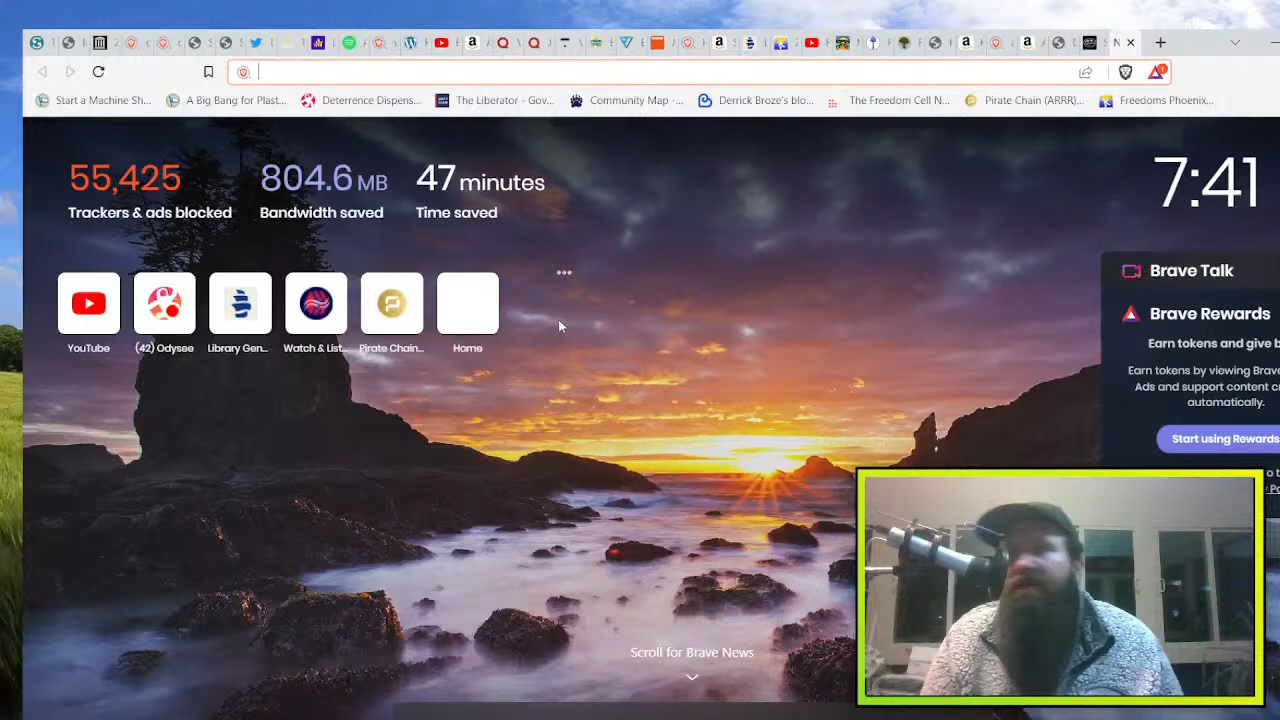 Start a Machine Sh...
A Big Bang for Plast...
Deterrence Dispens...
The Liberator - Gov...
Community Map -...
Derrick Broze's blo...
The Freedom Cell N...
Pirate Chain (ARRR)...
Freedoms Phoenix...
55,425
Trackers & ads blocked
804.6 MB
Bandwidth saved
47 minutes
Time saved
7:41
YouTube
(42) Odysee
Library Gen...
Watch & List...
Pirate Chain...
Home
Brave Talk
Brave Rewards
Earn tokens and give b
Earn tokens by viewing Brave
Ads and support content cr
automatically.
Start using Rewards
Scroll for Brave News